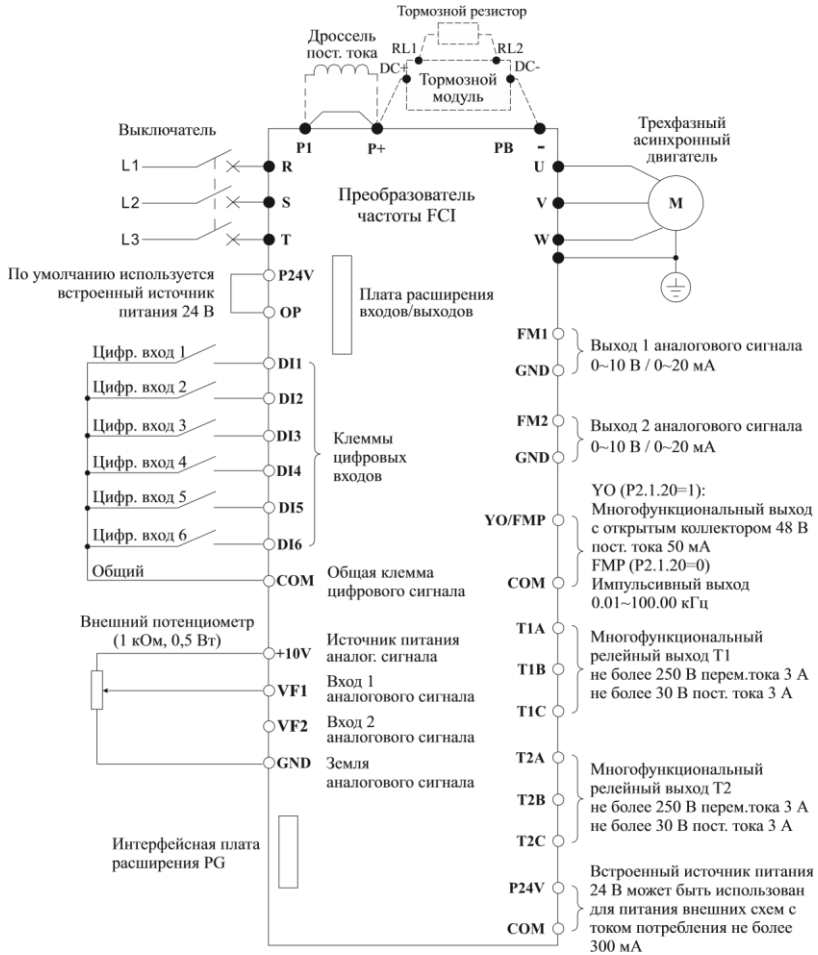 Тормозной резистор
Дроссель
пост. тока
RL1
RL2
DC+
DC-
Тормозной
модуль
Выключатель
P1
P+
PB
-
Трехфазный
асинхронный
двигатель
L1
R
U
L2
S
V
M
L3
T
W
Преобразователь
частоты FCI
По умолчанию используется
встроенный источник
питания 24 В
P24V
OP
Плата расширения
входов/выходов
Цифр. вход 1
DI1
Цифр. вход 2
DI2
Цифр. вход 3
DI3
Цифр. вход 4
DI4
Цифр. вход 5
DI5
Цифр. вход 6
DI6
Клеммы
цифровых
входов
Общий
COM
Общая клемма
цифрового сигнала
Внешний потенциометр
(1 кОм, 0,5 Вт)
+10V
Источник питания
аналог. сигнала
VF1
Вход 1
аналогового сигнала
VF2
Вход 2
аналогового сигнала
GND
Земля
аналогового сигнала
Интерфейсная плата
расширения PG
FM1
GND
Выход 1 аналогового сигнала
0~10 В / 0~20 мА
FM2
GND
Выход 2 аналогового сигнала
0~10 В / 0~20 мА
YO/FMP
COM
YO (P2.1.20=1):
Многофункциональный выход
с открытым коллектором 48 В
пост. тока 50 мА
FMP (P2.1.20=0)
Импульсивный выход
0.01~100.00 кГц
T1A
T1B
T1C
Многофункциональный
релейный выход T1
не более 250 В перем.тока 3 А
не более 30 В пост. тока 3 А
T2A
T2B
T2C
Многофункциональный
релейный выход T2
не более 250 В перем.тока 3 А
не более 30 В пост. тока 3 А
P24V
COM
Встроенный источник питания
24 В может быть использован
для питания внешних схем с
током потребления не более
300 мА